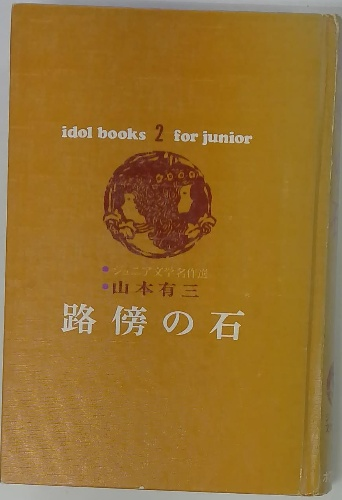 idol books 2 for junior
• ジュニア文学名作選
• 山本有三
路傍の石